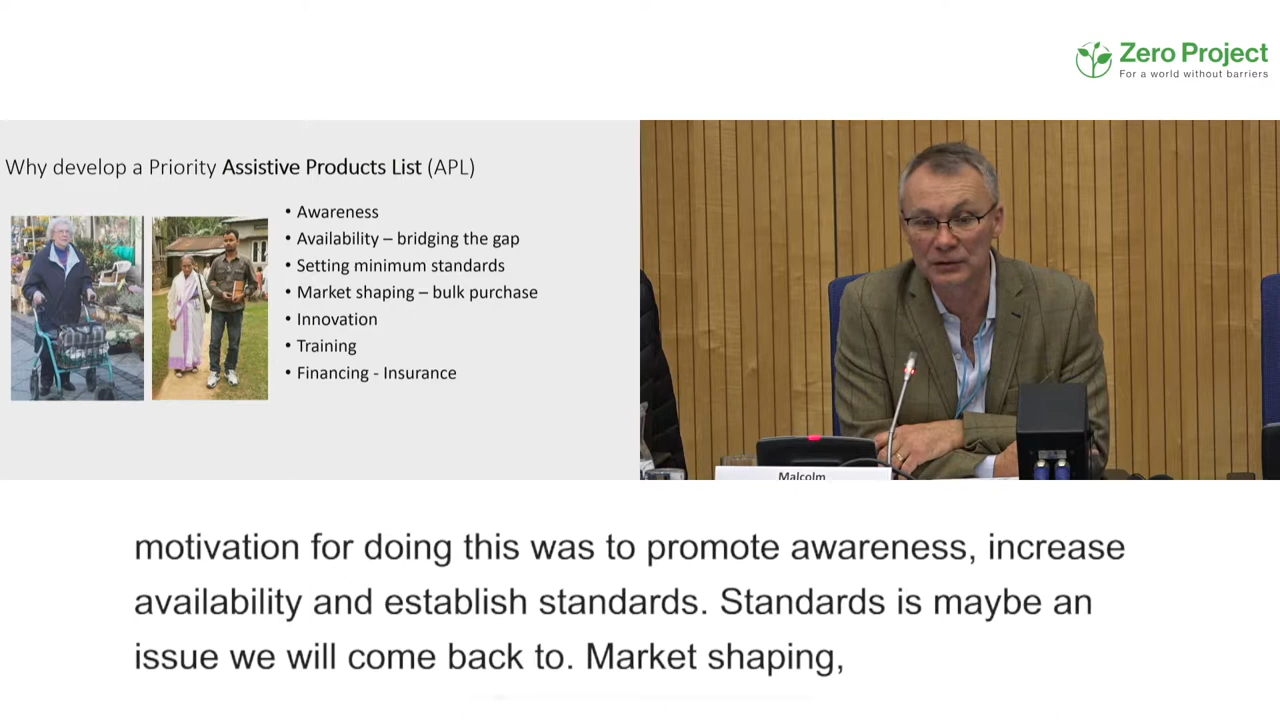 Zero Project
For a world without barriers
Why develop a Priority Assistive Products List (APL)
• Awareness
• Availability – bridging the gap
• Setting minimum standards
• Market shaping – bulk purchase
• Innovation
• Training
• Financing - Insurance
Malcolm
motivation for doing this was to promote awareness, increase
availability and establish standards. Standards is maybe an
issue we will come back to. Market shaping,